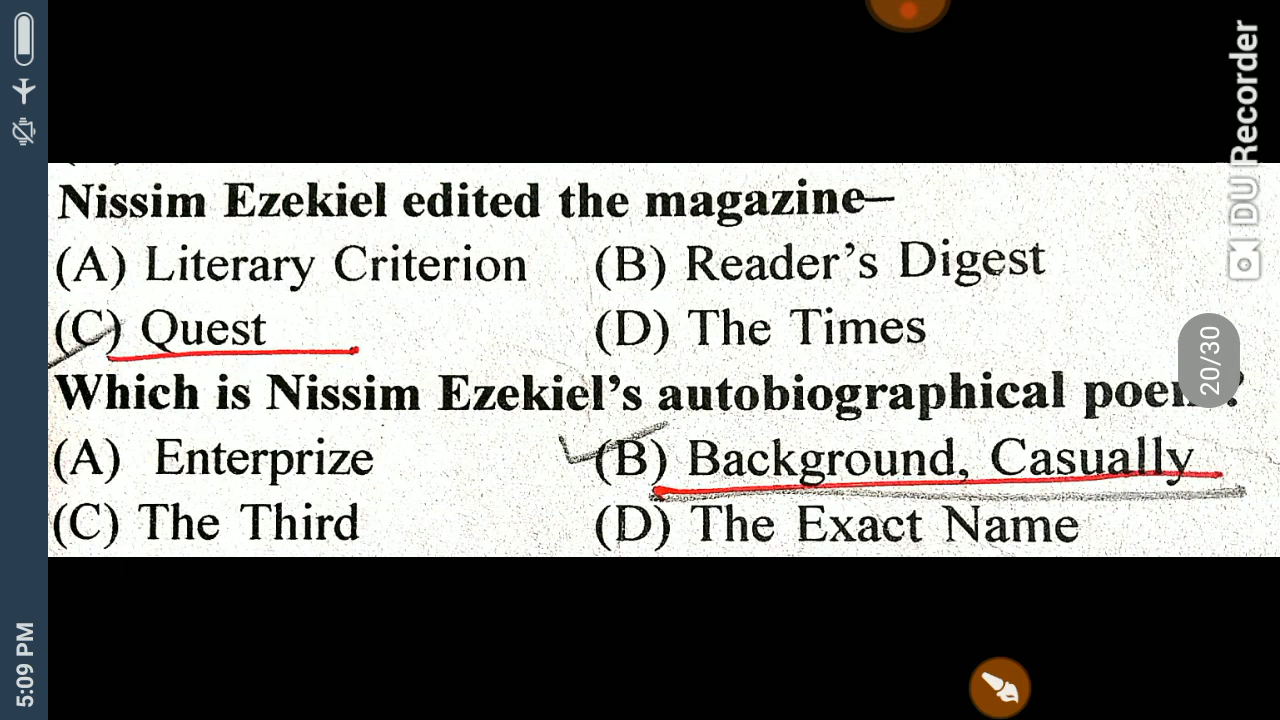 Nissim Ezekiel edited the magazine–
(A) Literary Criterion (B) Reader's Digest
(C) Quest (D) The Times
Which is Nissim Ezekiel's autobiographical ?
(A) Enterprize (B) Background, Casually
(C) The Third (D) The Exact Name
DU Recorder
20/30
5:09 PM